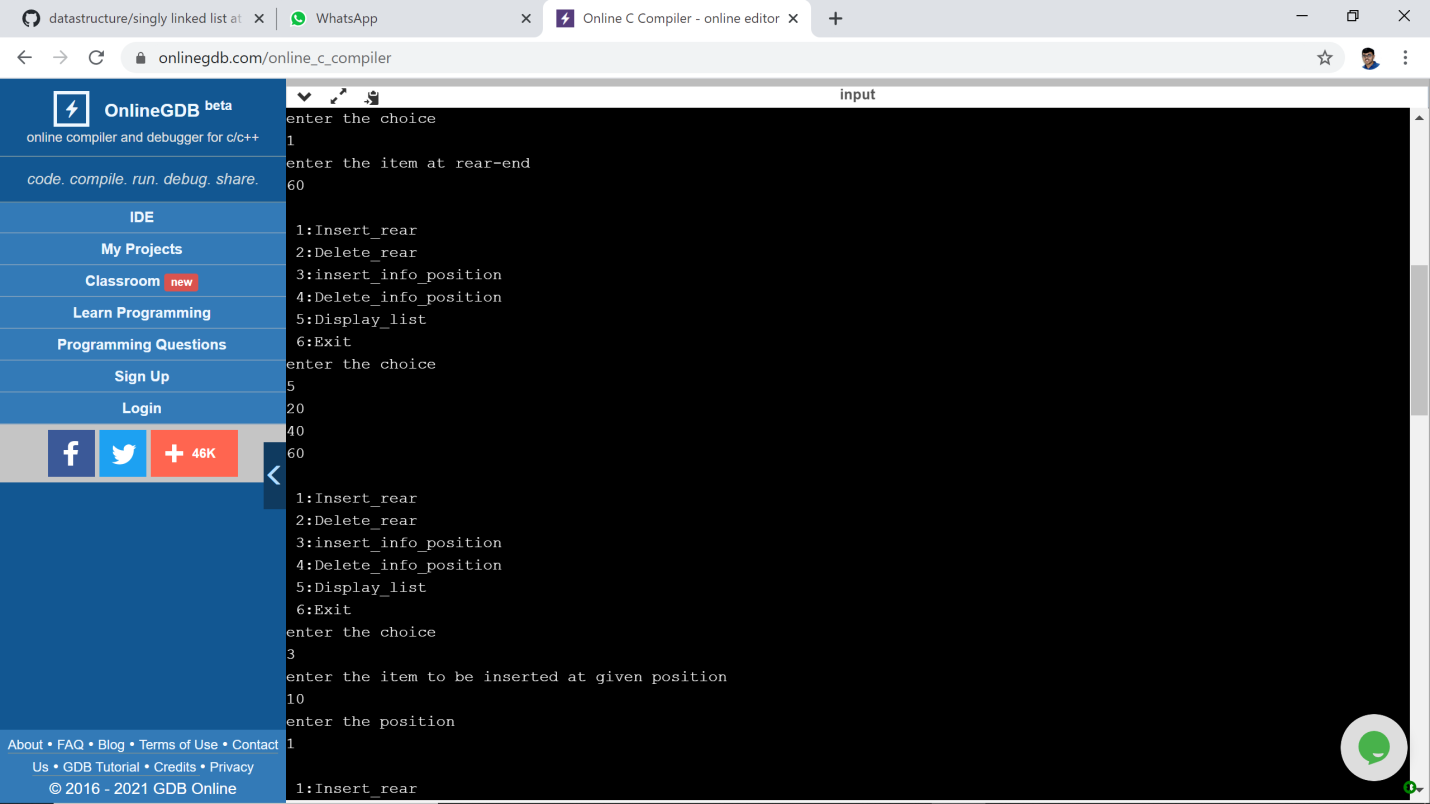 datastructure/singly linked list at
WhatsApp
Online C Compiler - online editor
onlinegdb.com/online_c_compiler
OnlineGDB beta
online compiler and debugger for c/c++
code. compile. run. debug. share.
IDE
My Projects
Classroom new
Learn Programming
Programming Questions
Sign Up
Login
46K
About • FAQ • Blog • Terms of Use • Contact
Us • GDB Tutorial • Credits • Privacy
© 2016 - 2021 GDB Online
input
enter the choice
1
enter the item at rear-end
60
1:Insert_rear
2:Delete_rear
3:insert_info_position
4:Delete_info_position
5:Display_list
6:Exit
enter the choice
5
20
40
60
1:Insert_rear
2:Delete_rear
3:insert_info_position
4:Delete_info_position
5:Display_list
6:Exit
enter the choice
3
enter the item to be inserted at given position
10
enter the position
1
1:Insert_rear